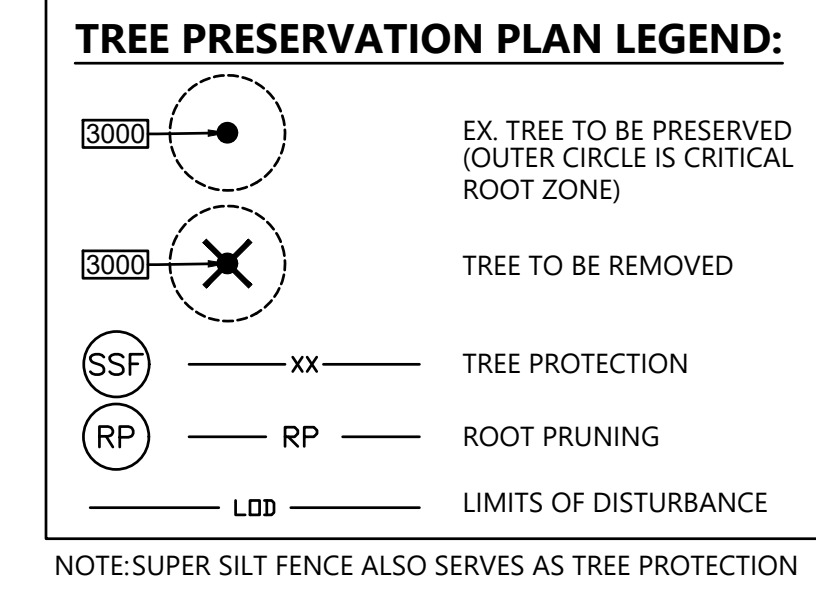 TREE PRESERVATION PLAN LEGEND:
3000
EX. TREE TO BE PRESERVED
(OUTER CIRCLE IS CRITICAL
ROOT ZONE)
3000
TREE TO BE REMOVED
SSF XX TREE PROTECTION
RP RP ROOT PRUNING
LOD LIMITS OF DISTURBANCE
NOTE: SUPER SILT FENCE ALSO SERVES AS TREE PROTECTION